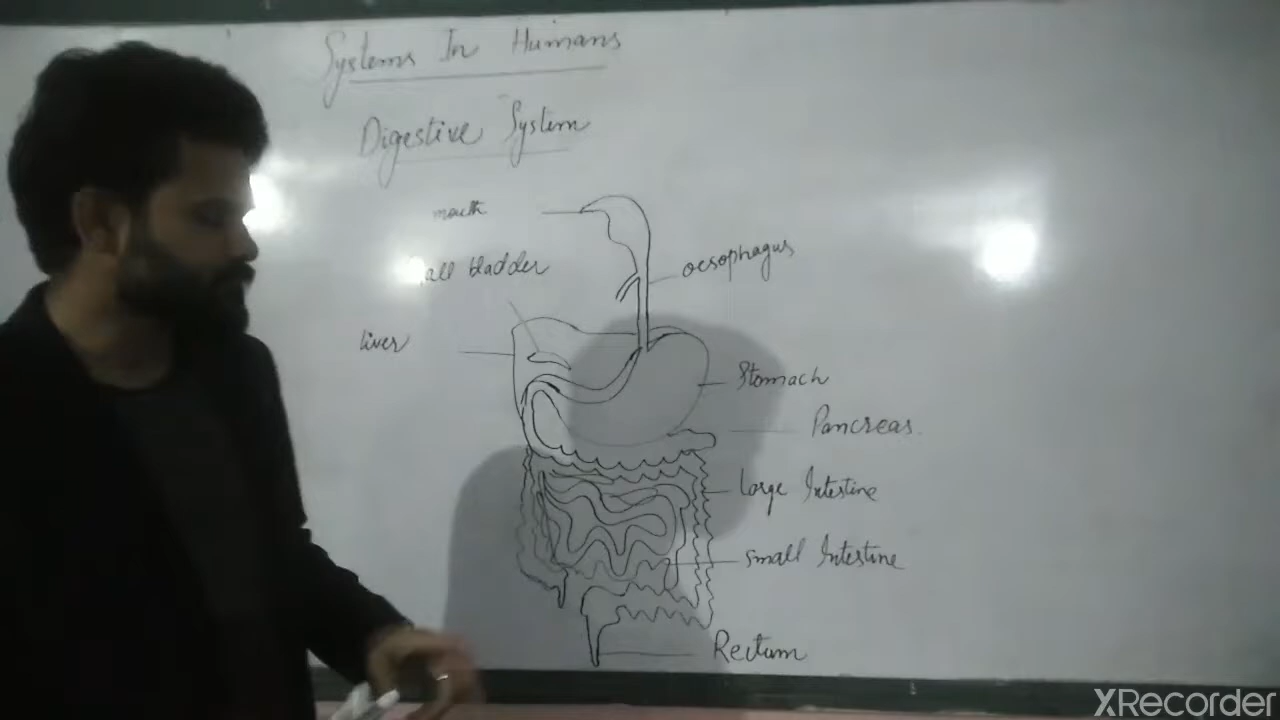 Systems In Humans
Digestive System
mouth
oesophagus
all bladder
liver
Stomach
Pancreas
Large Intestine
small Intestine
Rectum
XRecorder